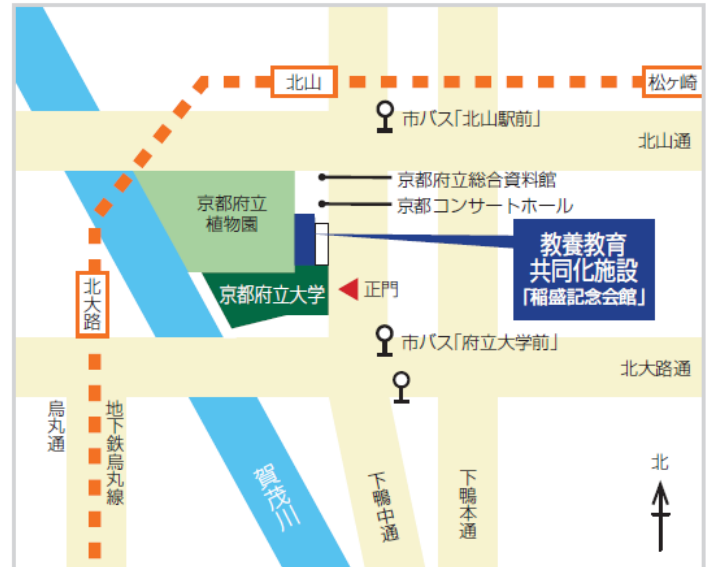 北山
松ヶ崎
市バス「北山駅前」
北山通
京都府立総合資料館
京都府立
植物園
京都コンサートホール
教養教育
共同化施設
「稲盛記念会館」
北大路
京都府立大学
正門
市バス「府立大学前」
北大路通
烏丸通
地下鉄烏丸線
賀茂川
下鴨中通
下鴨本通
北